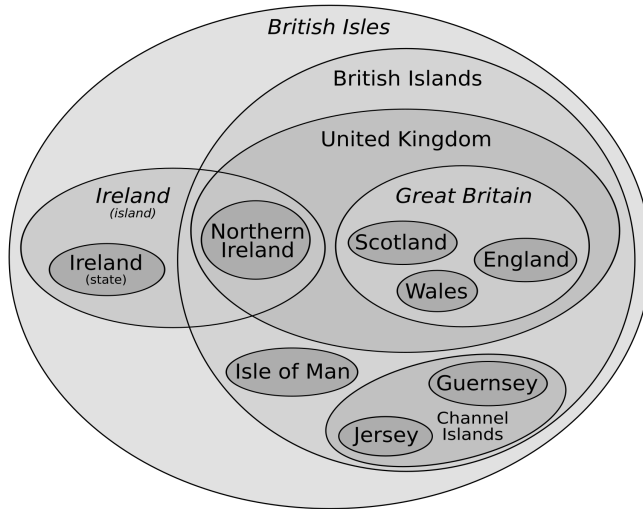 British Isles
British Islands
United Kingdom
Ireland
(island)
Great Britain
Northern
Ireland
Scotland
England
Ireland
(state)
Wales
Isle of Man
Guernsey
Channel
Islands
Jersey